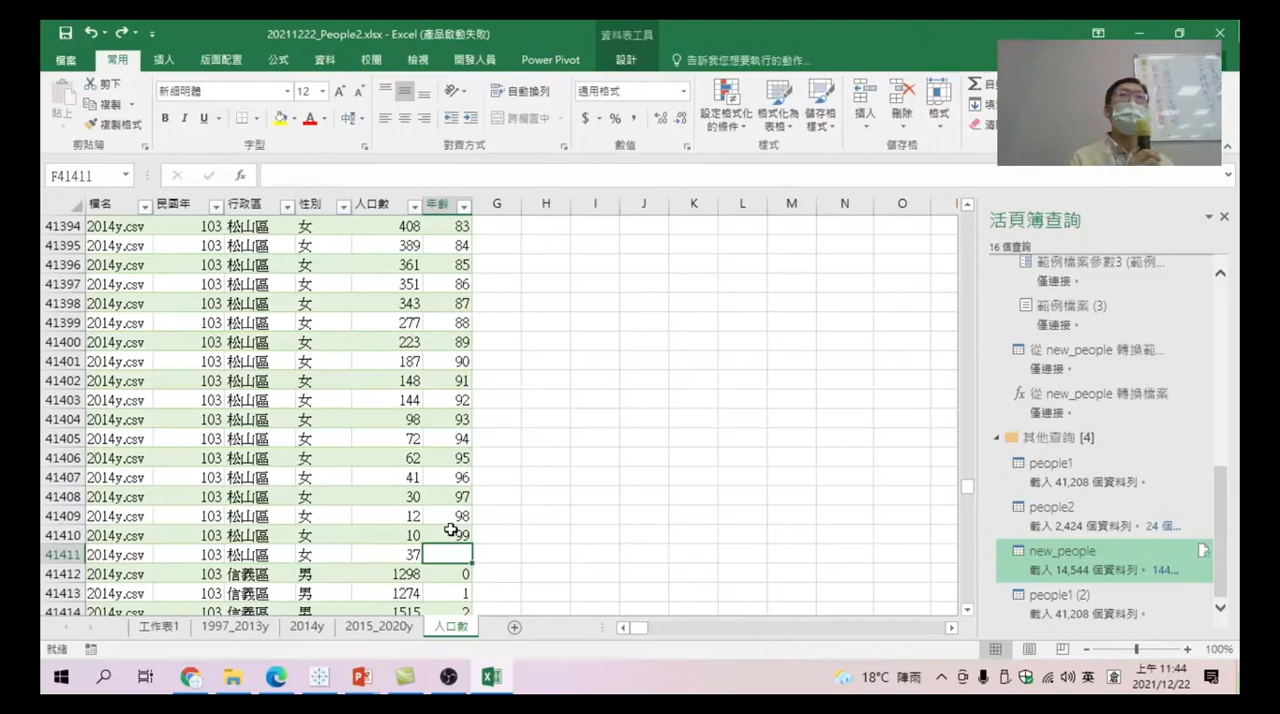 20211222_People2.xlsx - Excel (產品啟動失敗)
資料表工具
檔案 常用 插入 版面配置 公式 資料 校閱 檢視 開發人員 Power Pivot 設計 告訴我您想要執行的動作...
貼上
剪下
複製
複製格式
新細明體 12
B I U
自動換列
跨欄置中
通用格式
$ % ,
設定格式化的條件
格式化為表格
儲存格樣式
插入
刪除
格式
Σ 自
填
清
剪貼簿 字型 對齊方式 數值 樣式 儲存格
F41411 fx
檔名 民國年 行政區 性別 人口數 年齡 G H I J K L M N O
41394 2014y.csv 103 松山區 女 408 83
41395 2014y.csv 103 松山區 女 389 84
41396 2014y.csv 103 松山區 女 361 85
41397 2014y.csv 103 松山區 女 351 86
41398 2014y.csv 103 松山區 女 343 87
41399 2014y.csv 103 松山區 女 277 88
41400 2014y.csv 103 松山區 女 223 89
41401 2014y.csv 103 松山區 女 187 90
41402 2014y.csv 103 松山區 女 148 91
41403 2014y.csv 103 松山區 女 144 92
41404 2014y.csv 103 松山區 女 98 93
41405 2014y.csv 103 松山區 女 72 94
41406 2014y.csv 103 松山區 女 62 95
41407 2014y.csv 103 松山區 女 41 96
41408 2014y.csv 103 松山區 女 30 97
41409 2014y.csv 103 松山區 女 12 98
41410 2014y.csv 103 松山區 女 10 99
41411 2014y.csv 103 松山區 女 37
41412 2014y.csv 103 信義區 男 1298 0
41413 2014y.csv 103 信義區 男 1274 1
41414 2014y.csv 103 信義區 男 1515 2
工作表1 1997_2013y 2014y 2015_2020y 人口數
就緒
100%
活頁簿查詢
16 個查詢
範例檔案參數3 (範例...
僅連接。
範例檔案 (3)
僅連接。
從 new_people 轉換範...
僅連接。
fx 從 new_people 轉換檔案
僅連接。
其他查詢 [4]
people1
載入 41,208 個資料列。
people2
載入 2,424 個資料列。 24 個...
new_people
載入 14,544 個資料列。 144...
people1 (2)
載入 41,208 個資料列。
18°C 陣雨
英
上午 11:44
2021/12/22